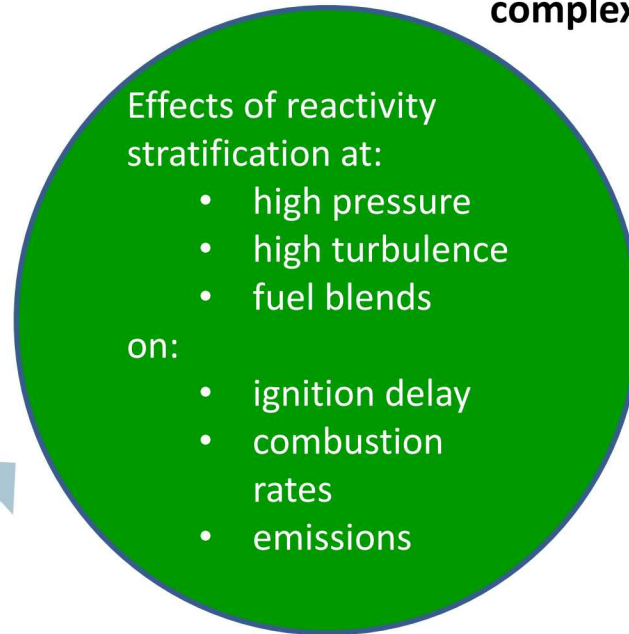 complex
Effects of reactivity
stratification at:
• high pressure
• high turbulence
• fuel blends
on:
• ignition delay
• combustion
rates
• emissions